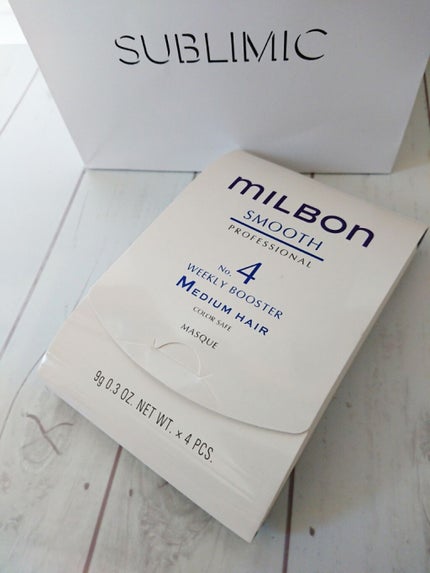 SUBLIMIC
MILBON
SMOOTH
PROFESSIONAL
No. 4
WEEKLY BOOSTER
MEDIUM HAIR
COLOR SAFE
MASQUE
9g 0.3 OZ. NET WT. x 4 PCS.